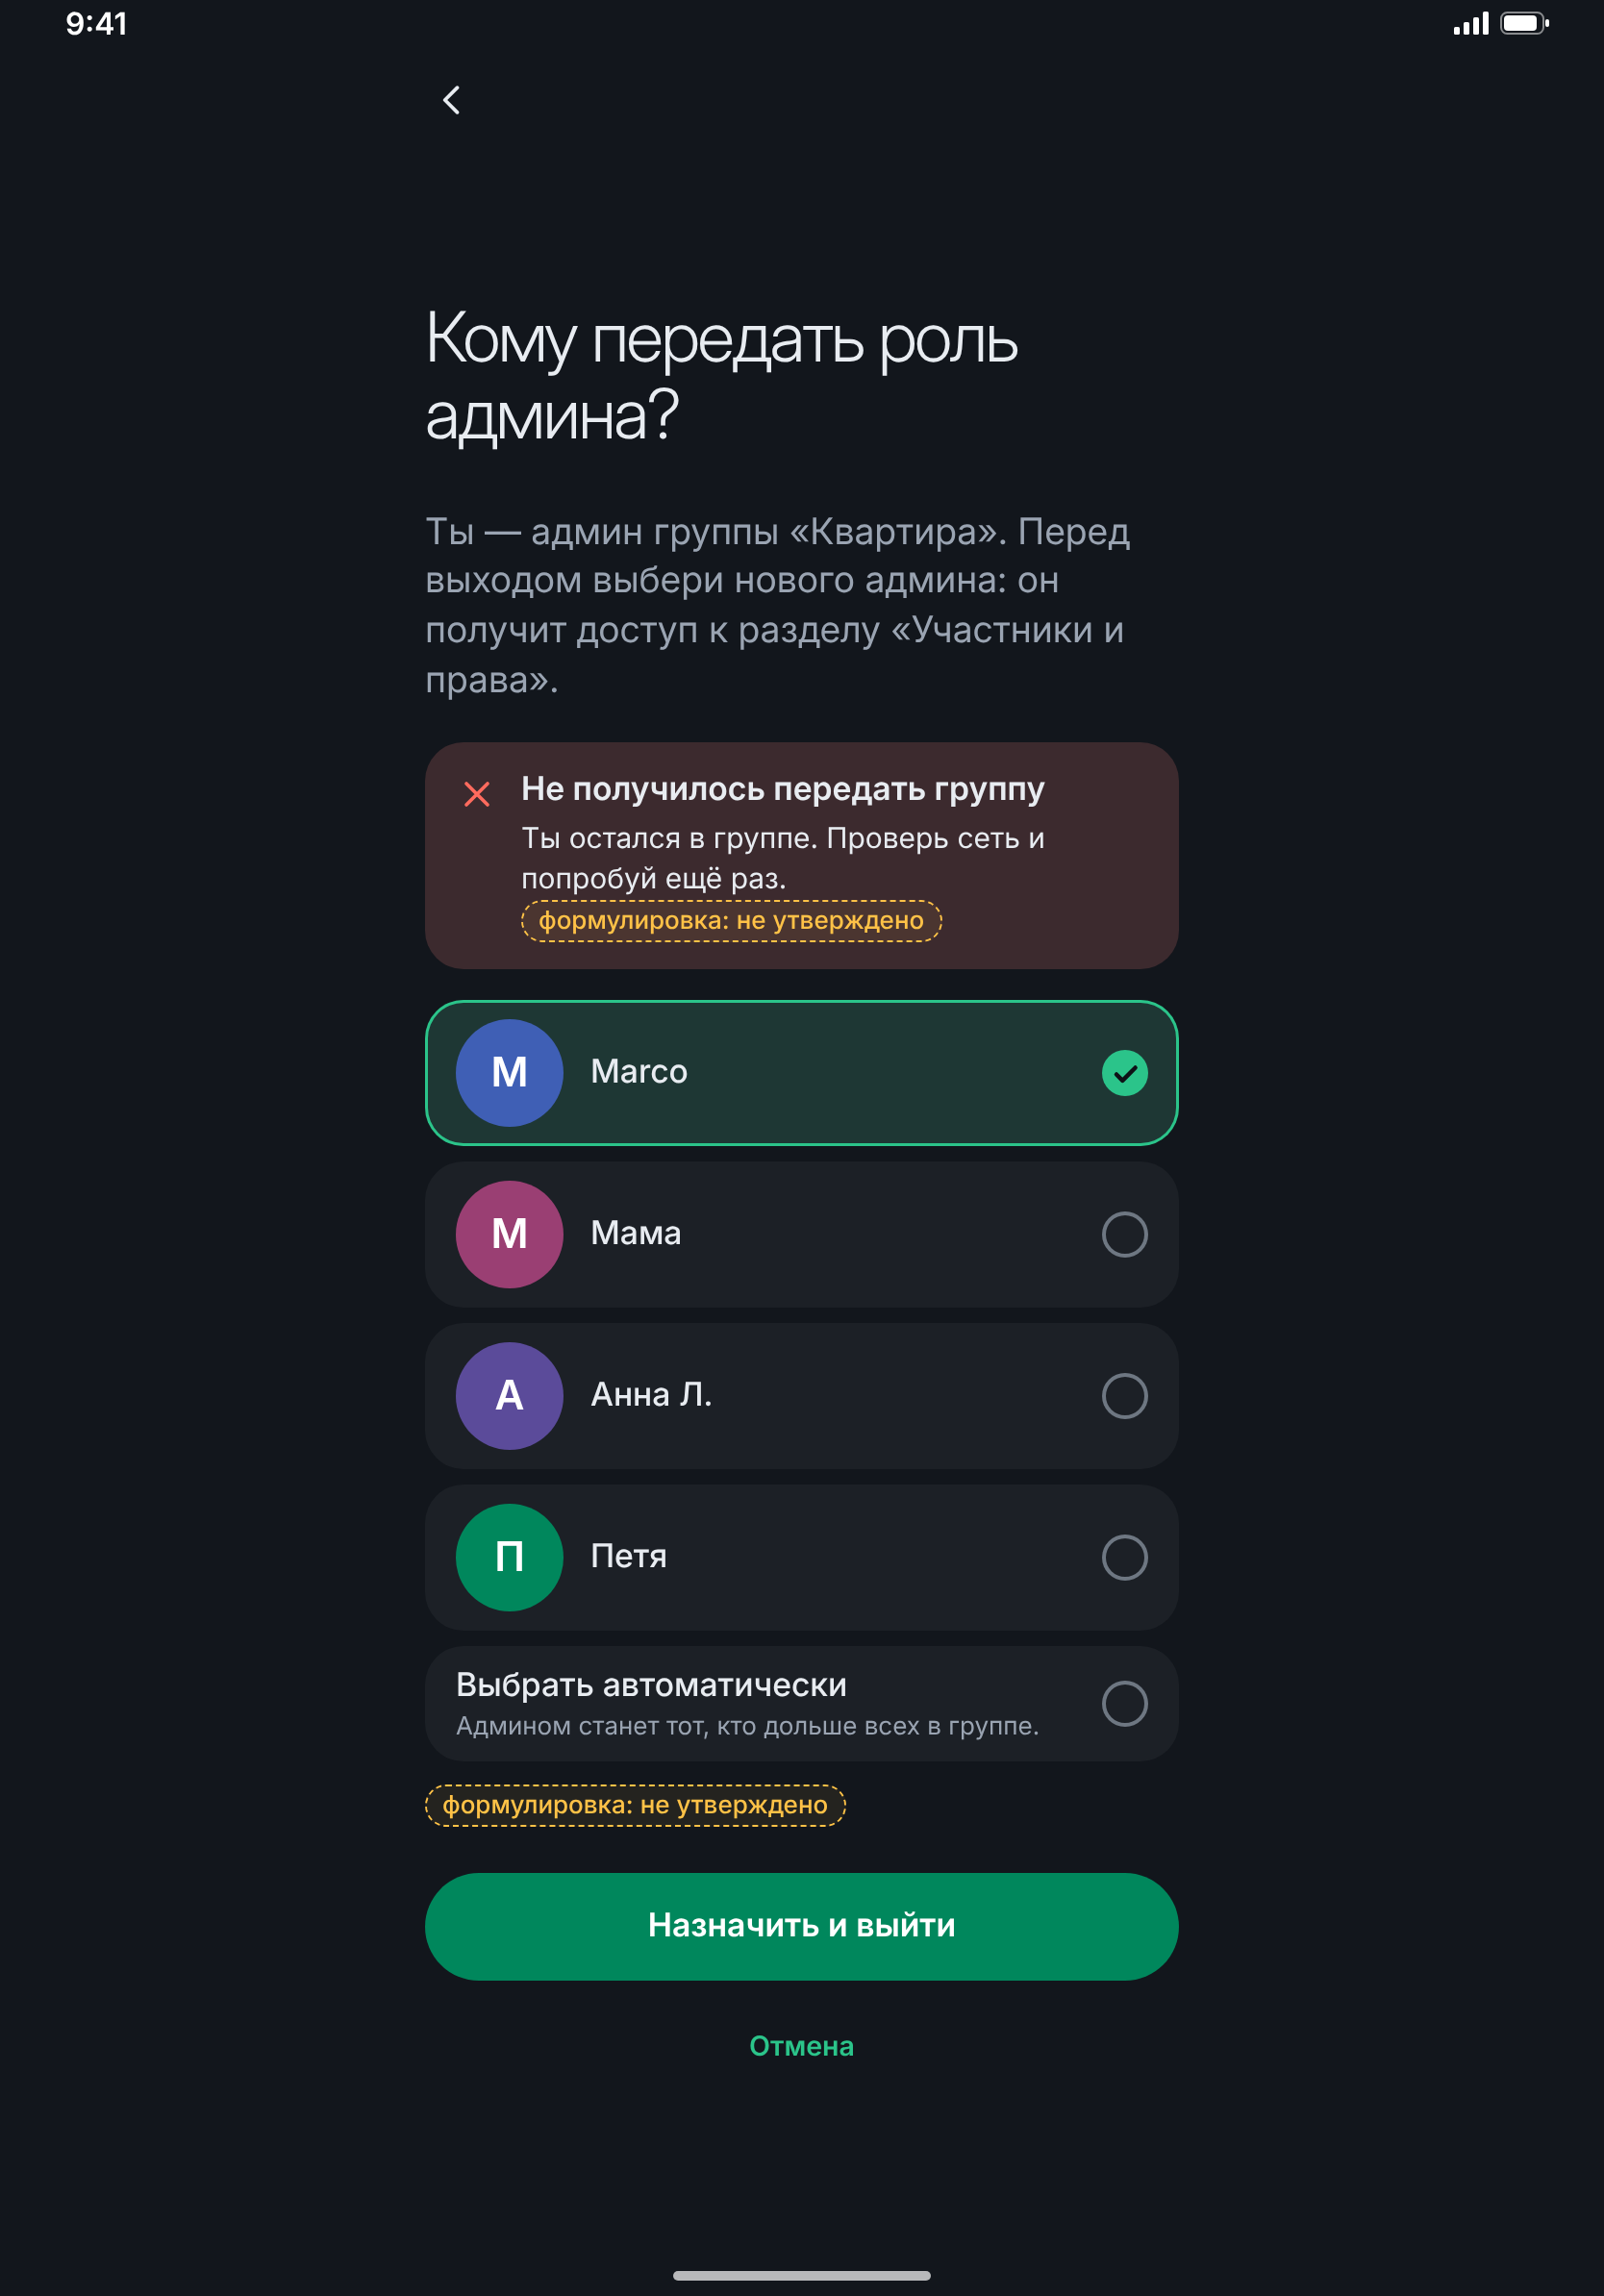 9:41
Кому передать роль
админа?
Ты — админ группы «Квартира». Перед
выходом выбери нового админа: он
получит доступ к разделу «Участники и
права».
Не получилось передать группу
Ты остался в группе. Проверь сеть и
попробуй ещё раз.
формулировка: не утверждено
М Marco
М Мама
А Анна Л.
П Петя
Выбрать автоматически
Админом станет тот, кто дольше всех в группе.
формулировка: не утверждено
Назначить и выйти
Отмена